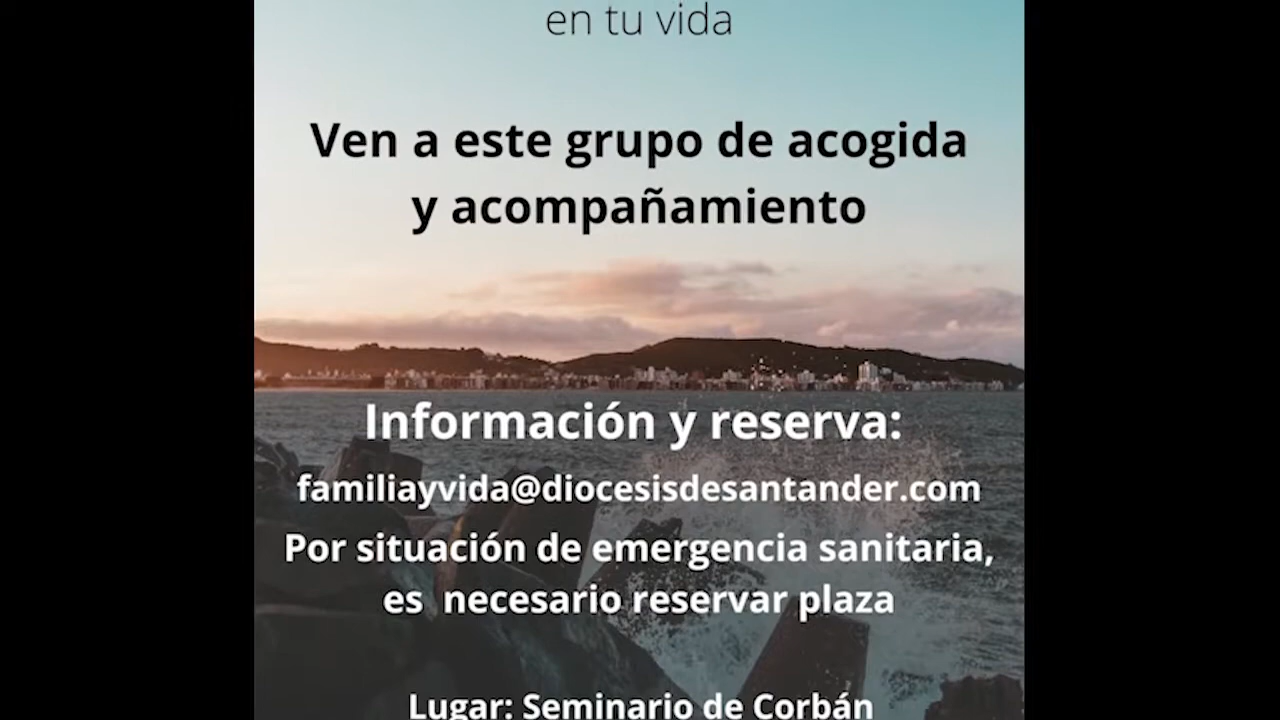 en tu vida
Ven a este grupo de acogida
y acompañamiento
Información y reserva:
familiayvida@diocesisdesantander.com
Por situación de emergencia sanitaria,
es necesario reservar plaza
Lugar: Seminario de Corbán